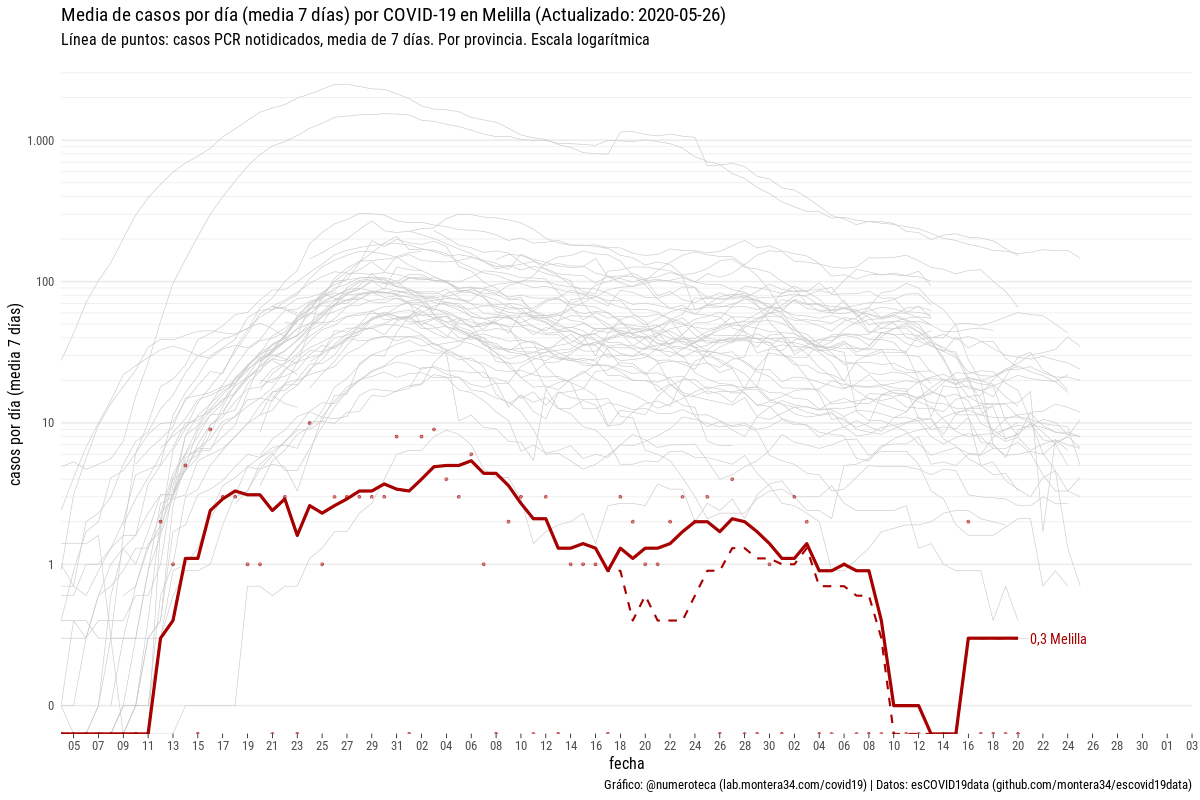 Media de casos por día (media 7 días) por COVID-19 en Melilla (Actualizado: 2020-05-26)
Línea de puntos: casos PCR notidicados, media de 7 días. Por provincia. Escala logarítmica
casos por día (media 7 días)
1.000
100
10
1
0
0,3 Melilla
05 07 09 11 13 15 17 19 21 23 25 27 29 31 02 04 06 08 10 12 14 16 18 20 22 24 26 28 30 02 04 06 08 10 12 14 16 18 20 22 24 26 28 30 01 03
fecha
Gráfico: @numeroteca (lab.montera34.com/covid19) | Datos: esCOVID19data (github.com/montera34/escovid19data)